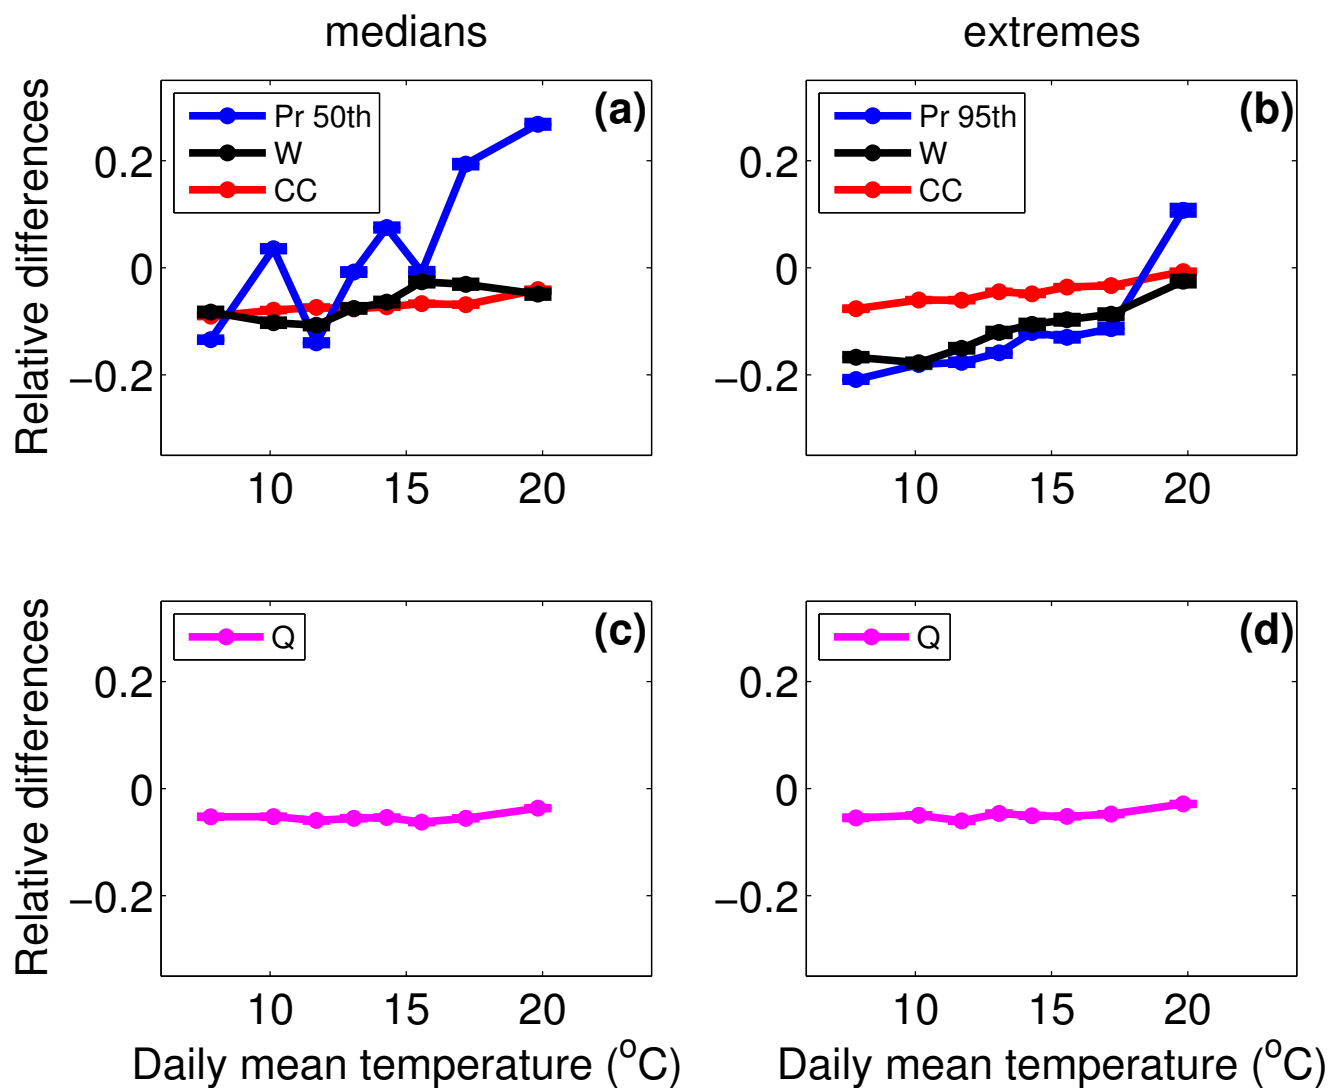 medians
extremes
Relative differences
0.2
0
−0.2
10 15 20
Pr 50th
W
CC
(a)
0.2
0
−0.2
10 15 20
Pr 95th
W
CC
(b)
Relative differences
0.2
0
−0.2
10 15 20
Q
(c)
Daily mean temperature (°C)
0.2
0
−0.2
10 15 20
Q
(d)
Daily mean temperature (°C)